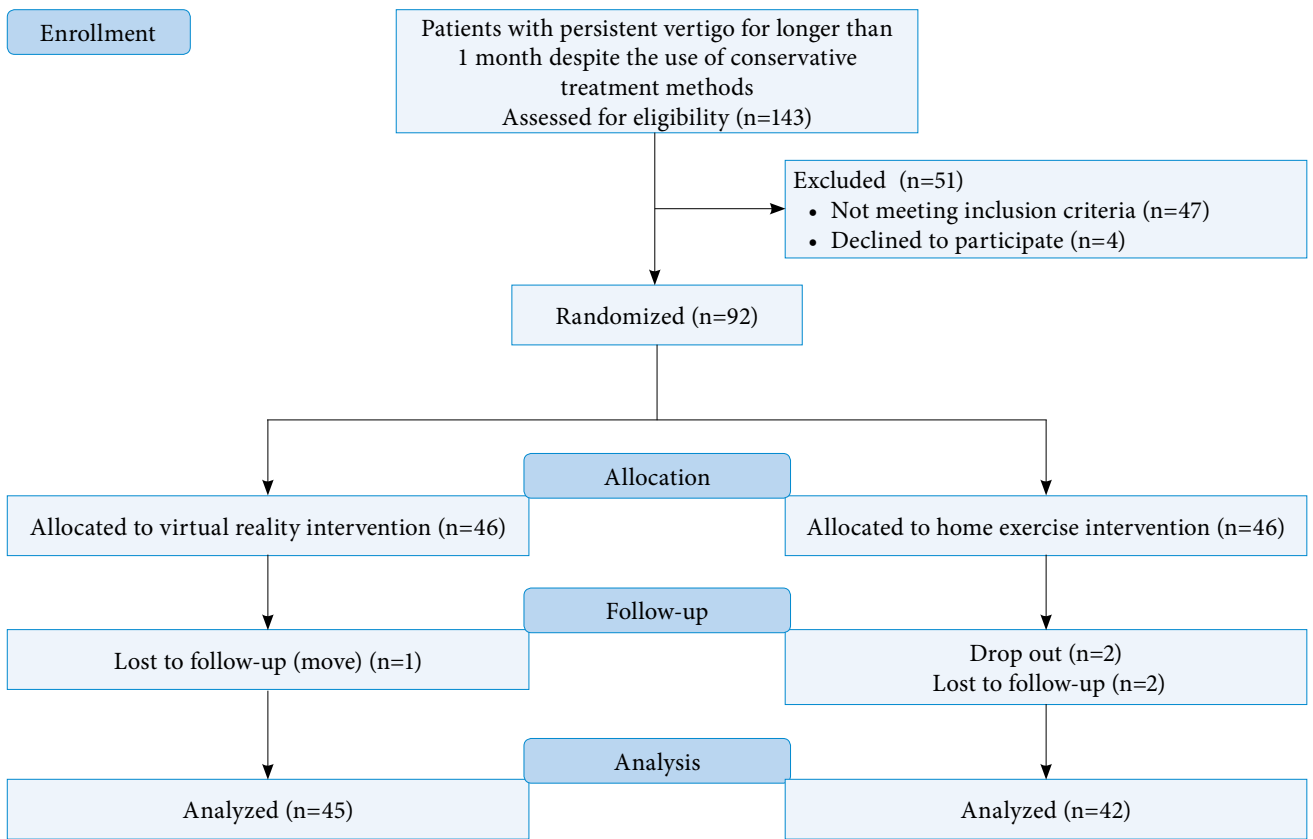 Enrollment
Patients with persistent vertigo for longer than
1 month despite the use of conservative
treatment methods
Assessed for eligibility (n=143)
Excluded (n=51)
• Not meeting inclusion criteria (n=47)
• Declined to participate (n=4)
Randomized (n=92)
Allocation
Allocated to virtual reality intervention (n=46)
Allocated to home exercise intervention (n=46)
Follow-up
Lost to follow-up (move) (n=1)
Drop out (n=2)
Lost to follow-up (n=2)
Analysis
Analyzed (n=45)
Analyzed (n=42)